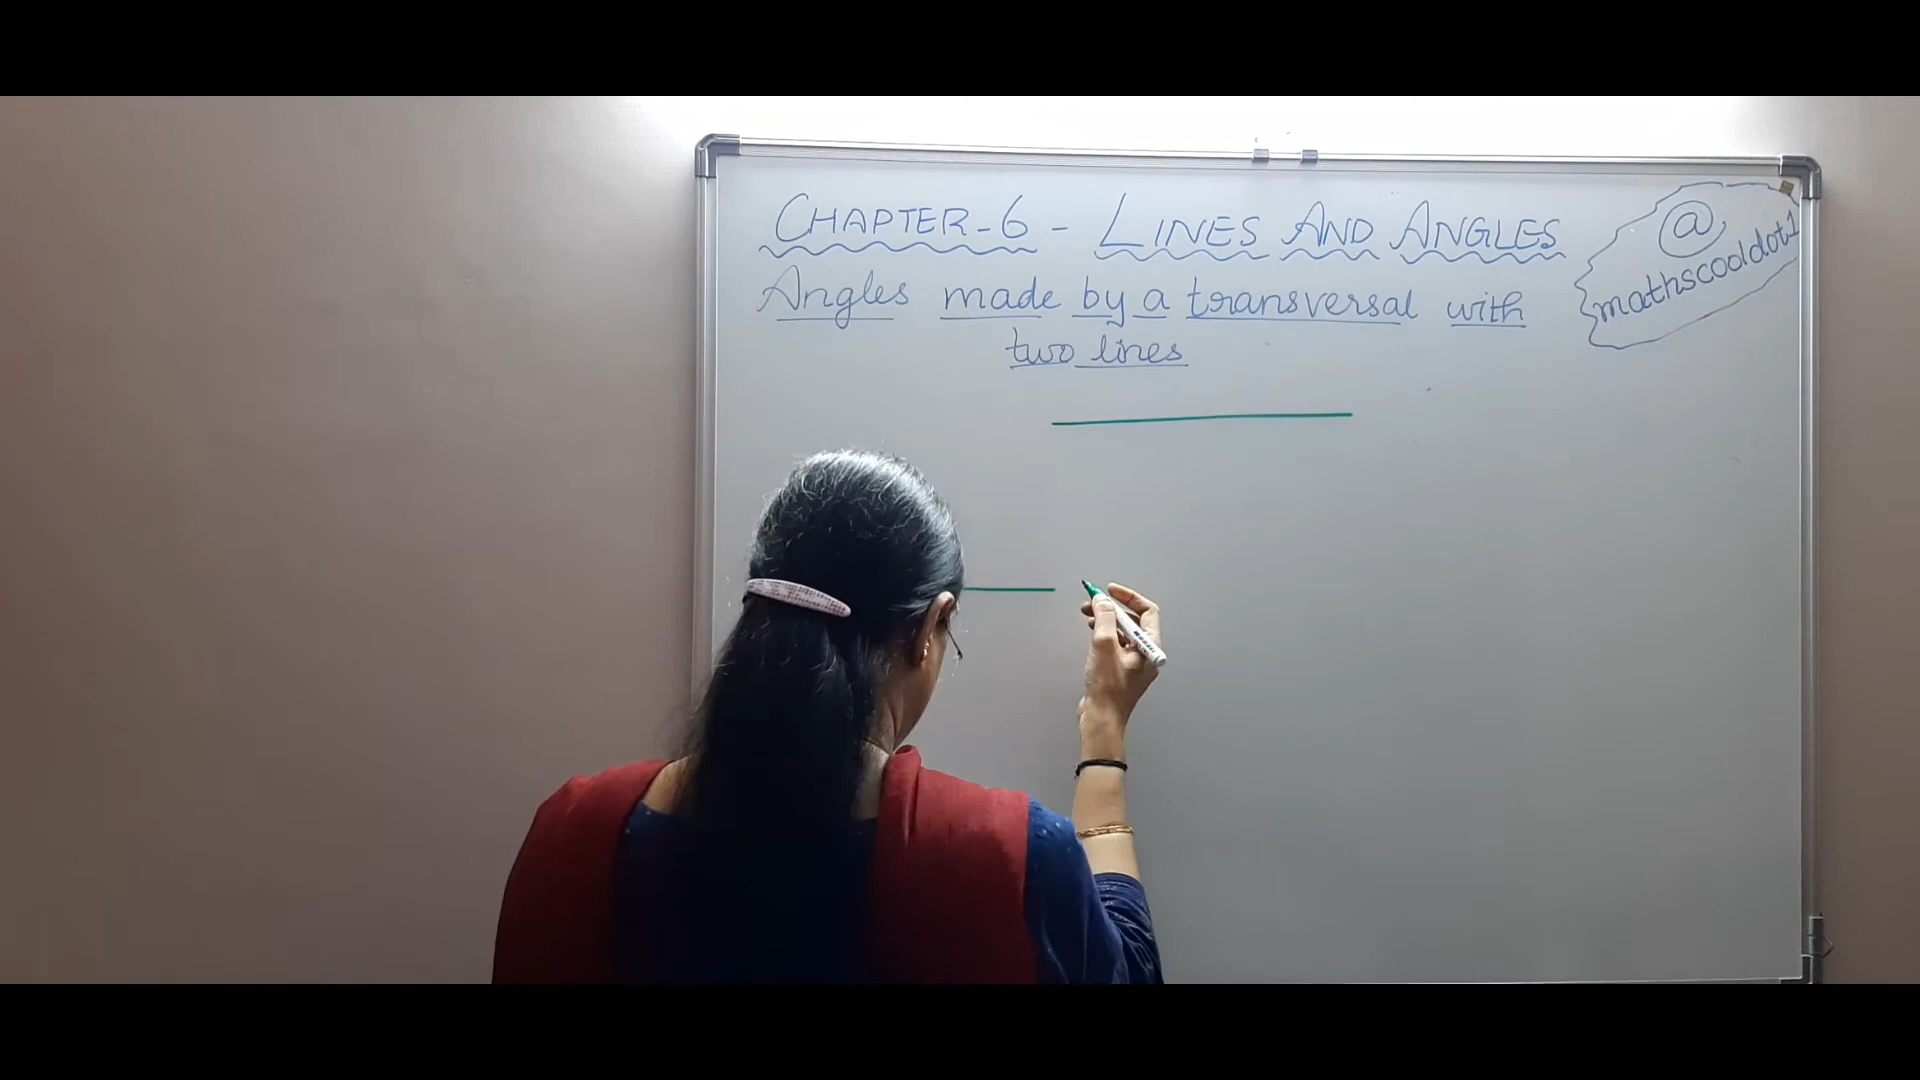 CHAPTER-6 - LINES AND ANGLES
Angles made by a transversal with
two lines
@
mathscooldot1